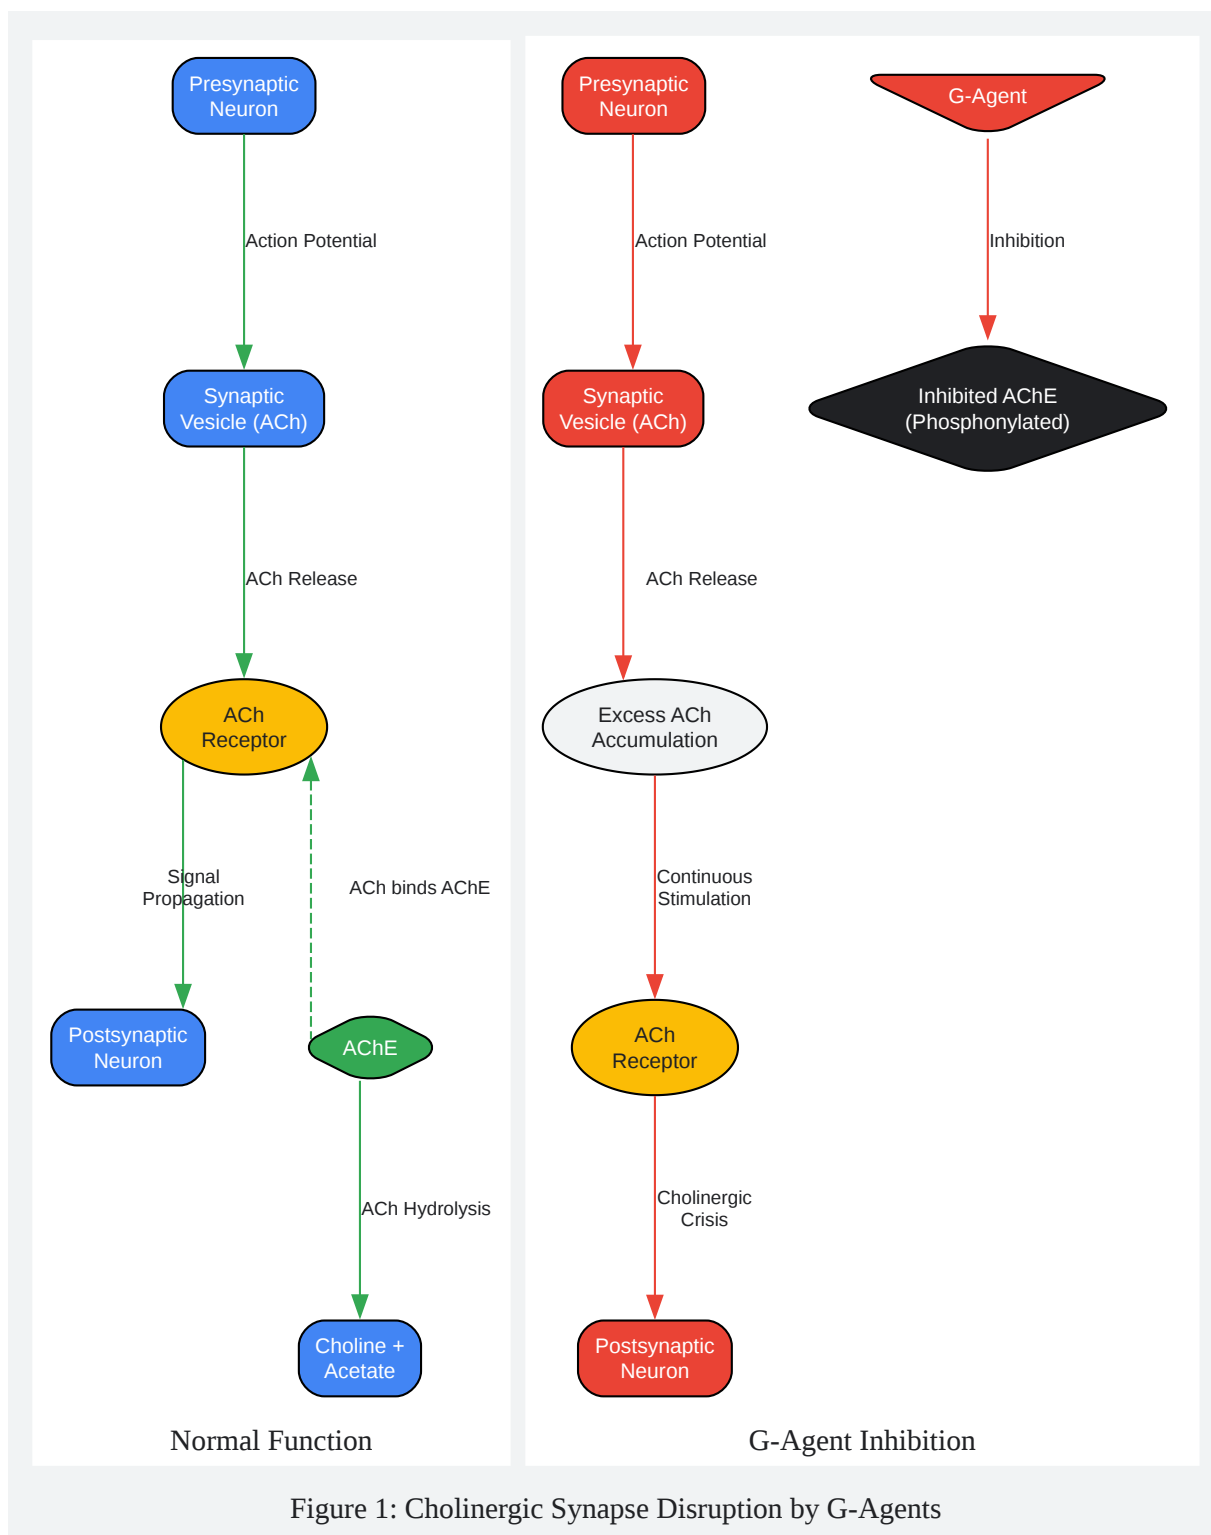 Presynaptic
Neuron
Action Potential
Synaptic
Vesicle (ACh)
ACh Release
ACh
Receptor
Signal
Propagation
ACh binds AChE
Postsynaptic
Neuron
AChE
ACh Hydrolysis
Choline +
Acetate
Normal Function
Presynaptic
Neuron
Action Potential
Synaptic
Vesicle (ACh)
ACh Release
Excess ACh
Accumulation
Continuous
Stimulation
ACh
Receptor
Cholinergic
Crisis
Postsynaptic
Neuron
G-Agent
Inhibition
Inhibited AChE
(Phosphonylated)
G-Agent Inhibition
Figure 1: Cholinergic Synapse Disruption by G-Agents